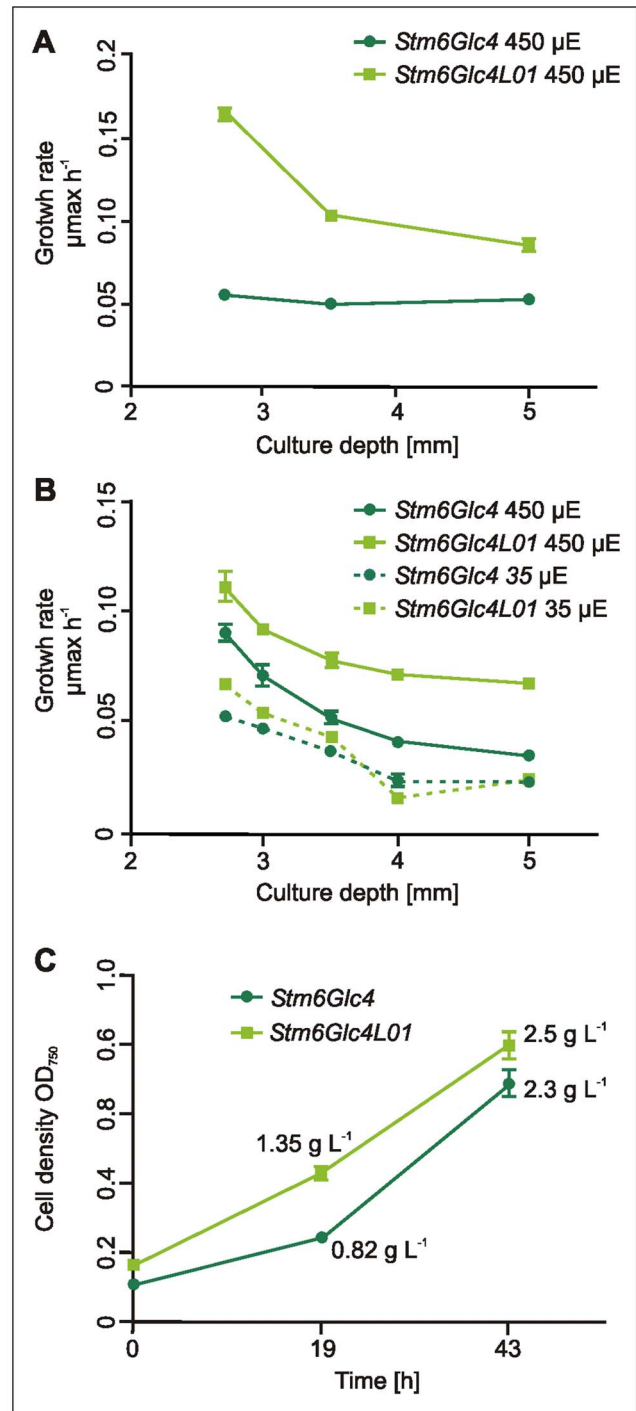 A
Stm6Glc4 450 µE
Stm6Glc4L01 450 µE
Grotwh rate
µmax h⁻¹
0.2
0.15
0.10
0.05
0
2 3 4 5
Culture depth [mm]
B
Stm6Glc4 450 µE
Stm6Glc4L01 450 µE
Stm6Glc4 35 µE
Stm6Glc4L01 35 µE
Grotwh rate
µmax h⁻¹
0.15
0.10
0.05
0
2 3 4 5
Culture depth [mm]
C
Stm6Glc4
Stm6Glc4L01
Cell density OD₇₅₀
1.0
0.6
0.8
0.4
0.2
0
2.5 g L⁻¹
2.3 g L⁻¹
1.35 g L⁻¹
0.82 g L⁻¹
0 19 43
Time [h]